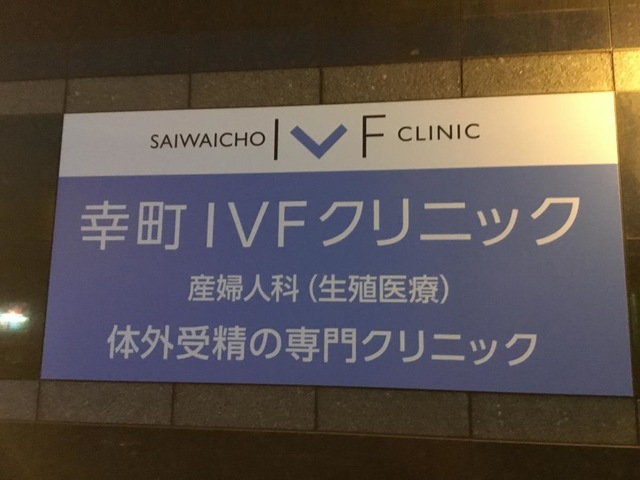 SAIWAICHO IVF CLINIC
幸町IVFクリニック
産婦人科(生殖医療)
体外受精の専門クリニック